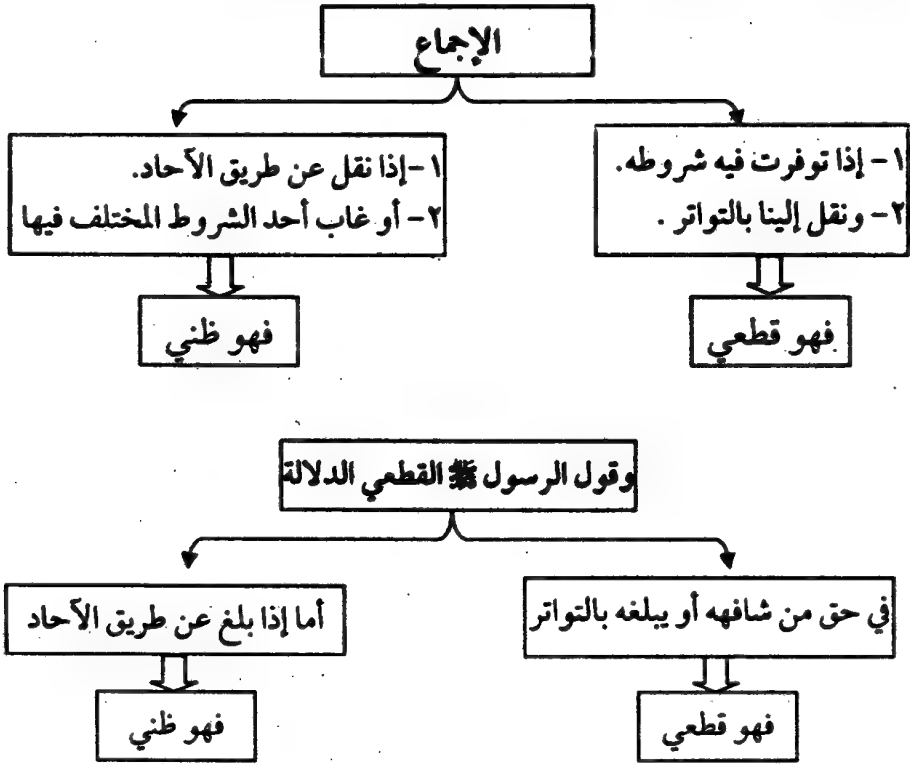 الإجماع
١- إذا توفرت فيه شروطه.
٢- ونقل إلينا بالتواتر .
فهو قطعي
١-إذا نقل عن طريق الآحاد.
٢- أو غاب أحد الشروط المختلف فيها
فهو ظني
وقول الرسول ﷺ القطعي الدلالة
في حق من شافهه أو يبلغه بالتواتر
فهو قطعي
أما إذا بلغ عن طريق الآحاد
فهو ظني